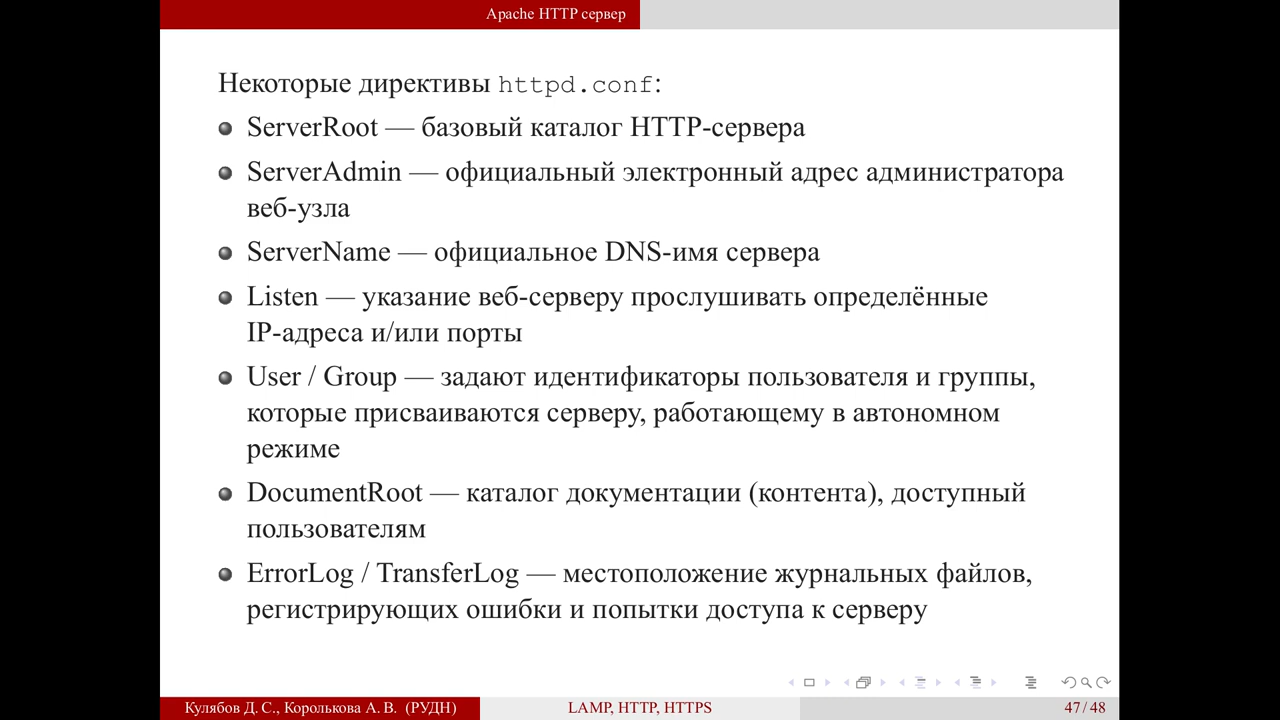 Apache HTTP сервер
Некоторые директивы httpd.conf:
ServerRoot — базовый каталог HTTP-сервера
ServerAdmin — официальный электронный адрес администратора
веб-узла
ServerName — официальное DNS-имя сервера
Listen — указание веб-серверу прослушивать определённые
IP-адреса и/или порты
User / Group — задают идентификаторы пользователя и группы,
которые присваиваются серверу, работающему в автономном
режиме
DocumentRoot — каталог документации (контента), доступный
пользователям
ErrorLog / TransferLog — местоположение журнальных файлов,
регистрирующих ошибки и попытки доступа к серверу
Кулябов Д. С., Королькова А. В. (РУДН)
LAMP, HTTP, HTTPS
47 / 48